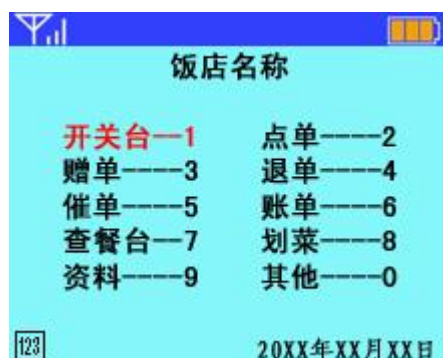 饭店名称
开关台--1 点单----2
赠单----3 退单----4
催单----5 账单----6
查餐台--7 划菜----8
资料----9 其他----0
123 20XX年XX月XX日